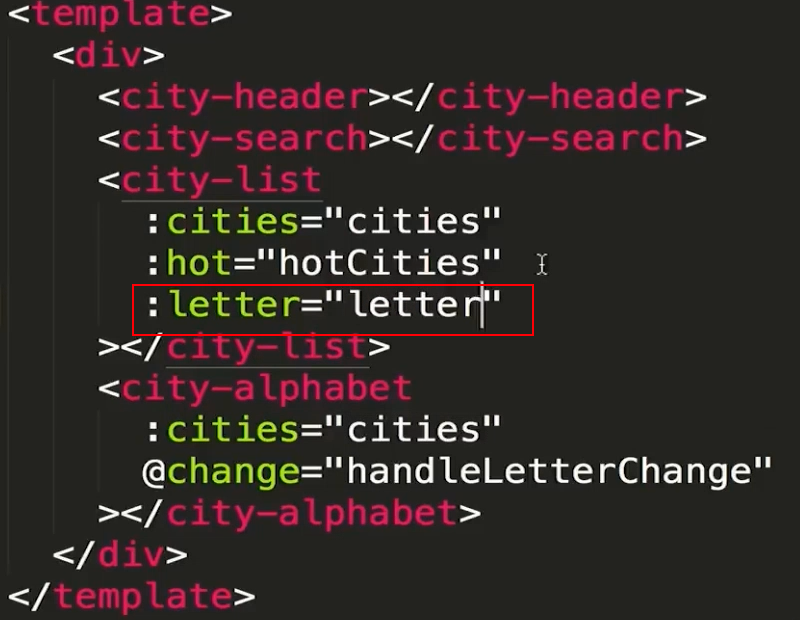 <template>
<div>
<city-header></city-header>
<city-search></city-search>
<city-list
:cities="cities"
:hot="hotCities"
:letter="letter"
></city-list>
<city-alphabet
:cities="cities"
@change="handleLetterChange"
></city-alphabet>
</div>
</template>